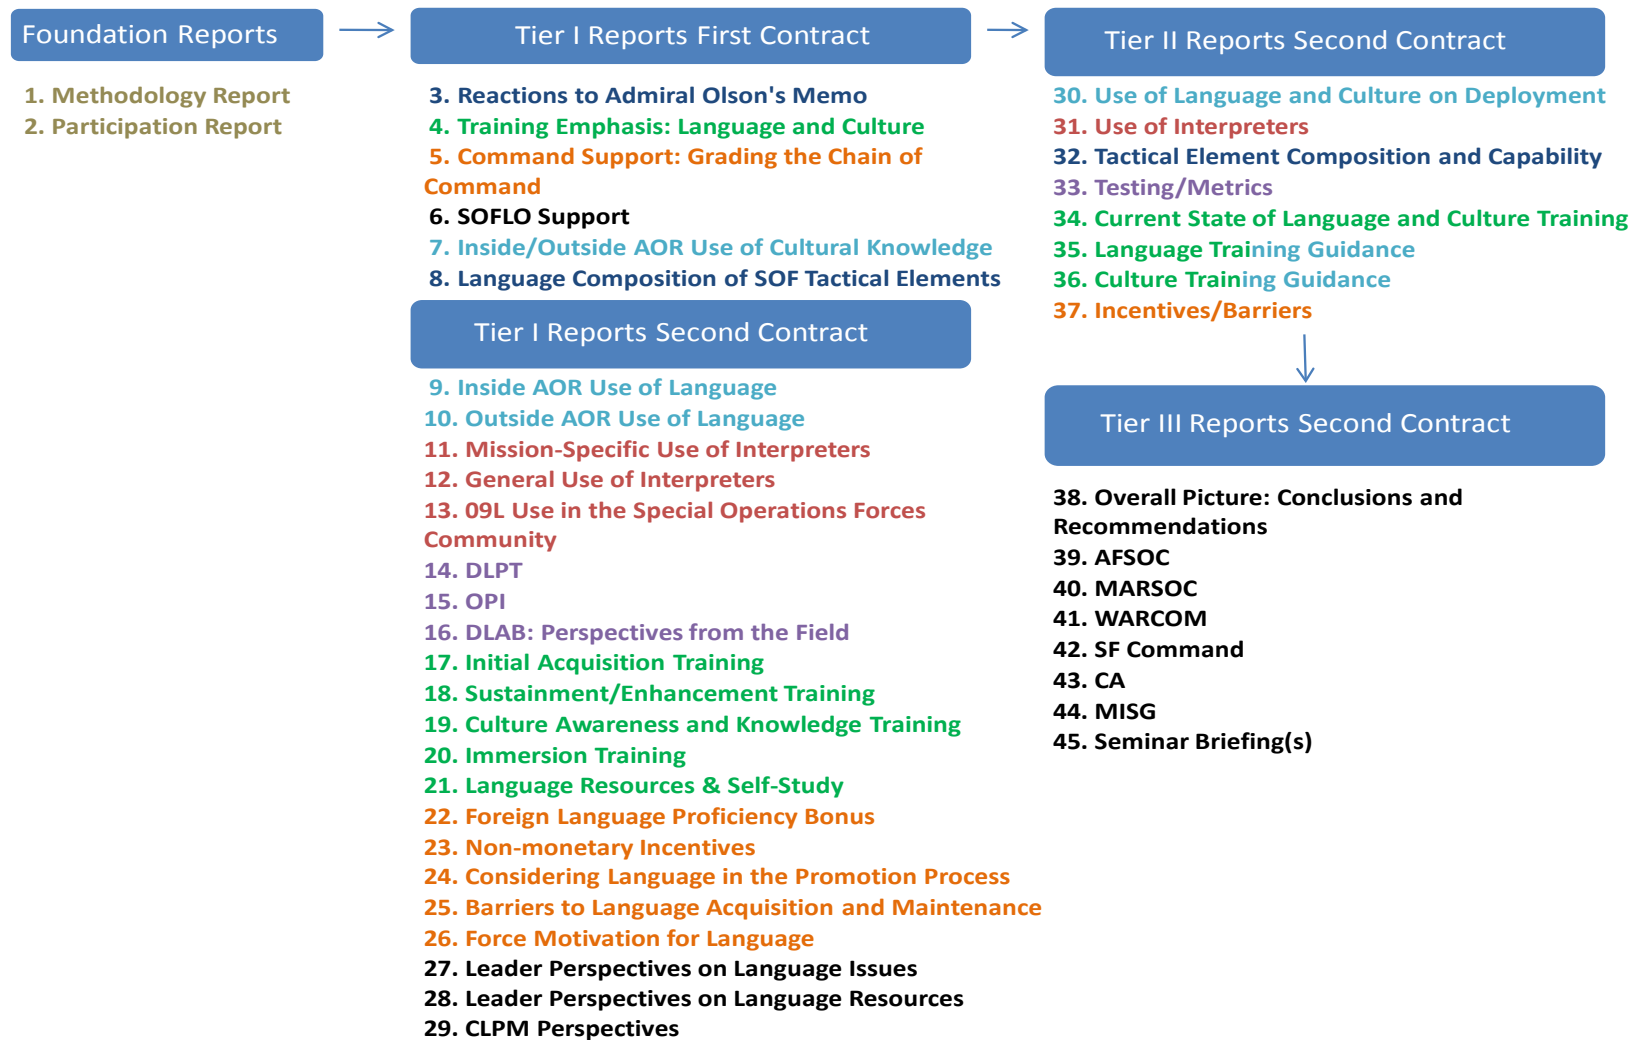 Foundation Reports
1. Methodology Report
2. Participation Report
Tier I Reports First Contract
3. Reactions to Admiral Olson's Memo
4. Training Emphasis: Language and Culture
5. Command Support: Grading the Chain of
Command
6. SOFLO Support
7. Inside/Outside AOR Use of Cultural Knowledge
8. Language Composition of SOF Tactical Elements
Tier I Reports Second Contract
9. Inside AOR Use of Language
10. Outside AOR Use of Language
11. Mission-Specific Use of Interpreters
12. General Use of Interpreters
13. 09L Use in the Special Operations Forces
Community
14. DLPT
15. OPI
16. DLAB: Perspectives from the Field
17. Initial Acquisition Training
18. Sustainment/Enhancement Training
19. Culture Awareness and Knowledge Training
20. Immersion Training
21. Language Resources & Self-Study
22. Foreign Language Proficiency Bonus
23. Non-monetary Incentives
24. Considering Language in the Promotion Process
25. Barriers to Language Acquisition and Maintenance
26. Force Motivation for Language
27. Leader Perspectives on Language Issues
28. Leader Perspectives on Language Resources
29. CLPM Perspectives
Tier II Reports Second Contract
30. Use of Language and Culture on Deployment
31. Use of Interpreters
32. Tactical Element Composition and Capability
33. Testing/Metrics
34. Current State of Language and Culture Training
35. Language Training Guidance
36. Culture Training Guidance
37. Incentives/Barriers
Tier III Reports Second Contract
38. Overall Picture: Conclusions and
Recommendations
39. AFSOC
40. MARSOC
41. WARCOM
42. SF Command
43. CA
44. MISG
45. Seminar Briefing(s)